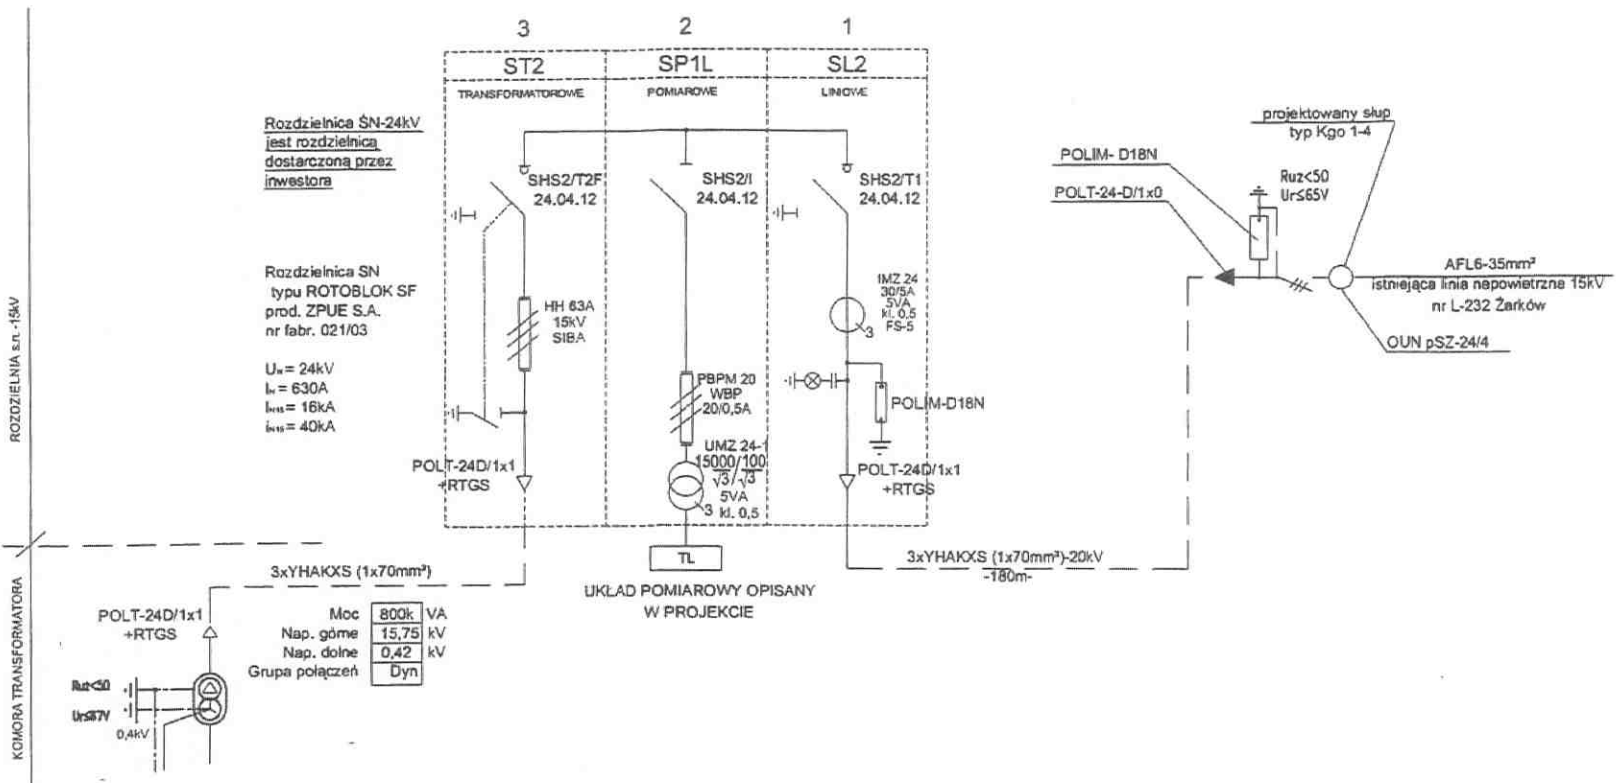 3
2
1
ST2
SP1L
SL2
TRANSFORMATOROWE
POMIAROWE
LINIOWE
Rozdzielnica SN-24kV
jest rozdzielnicą
dostarczoną przez
inwestora
SHS2/T2F
24.04.12
SHS2/I
24.04.12
SHS2/T1
24.04.12
Rozdzielnica SN
typu ROTOBLOK SF
prod. ZPUE S.A.
nr fabr. 021/03
= 24kV
= 630A
= 16kA
= 40kA
HH 63A
15kV
SIBA
PBPM 20
WBP
20/0,5A
UMZ 24-1
15000/100
√3/√3
5VA
3 kl. 0,5
IMZ 24
30/5A
5VA
kl. 0,5
FS-5
3
POLIM-D18N
POLT-24D/1x1
+RTGS
POLT-24D/1x1
+RTGS
TL
UKŁAD POMIAROWY OPISANY
W PROJEKCIE
3xYHAKXS (1x70mm²)-20kV
-180m-
projektowany słup
typ Kgo 1-4
POLIM- D18N
POLT-24-D/1x0
Ruz<50
Ur≤65V
AFL6-35mm²
istniejąca linia napowietrzna 15kV
nr L-232 Żarków
OUN pSZ-24/4
ROZDZIELNIA s.n. -15kV
KOMORA TRANSFORMATORA
3xYHAKXS (1x70mm²)
POLT-24D/1x1
+RTGS
Moc 800k VA
Nap. górne 15,75 kV
Nap. dolne 0,42 kV
Grupa połączeń Dyn
Ruz<50
Ur≤67V
0,4kV